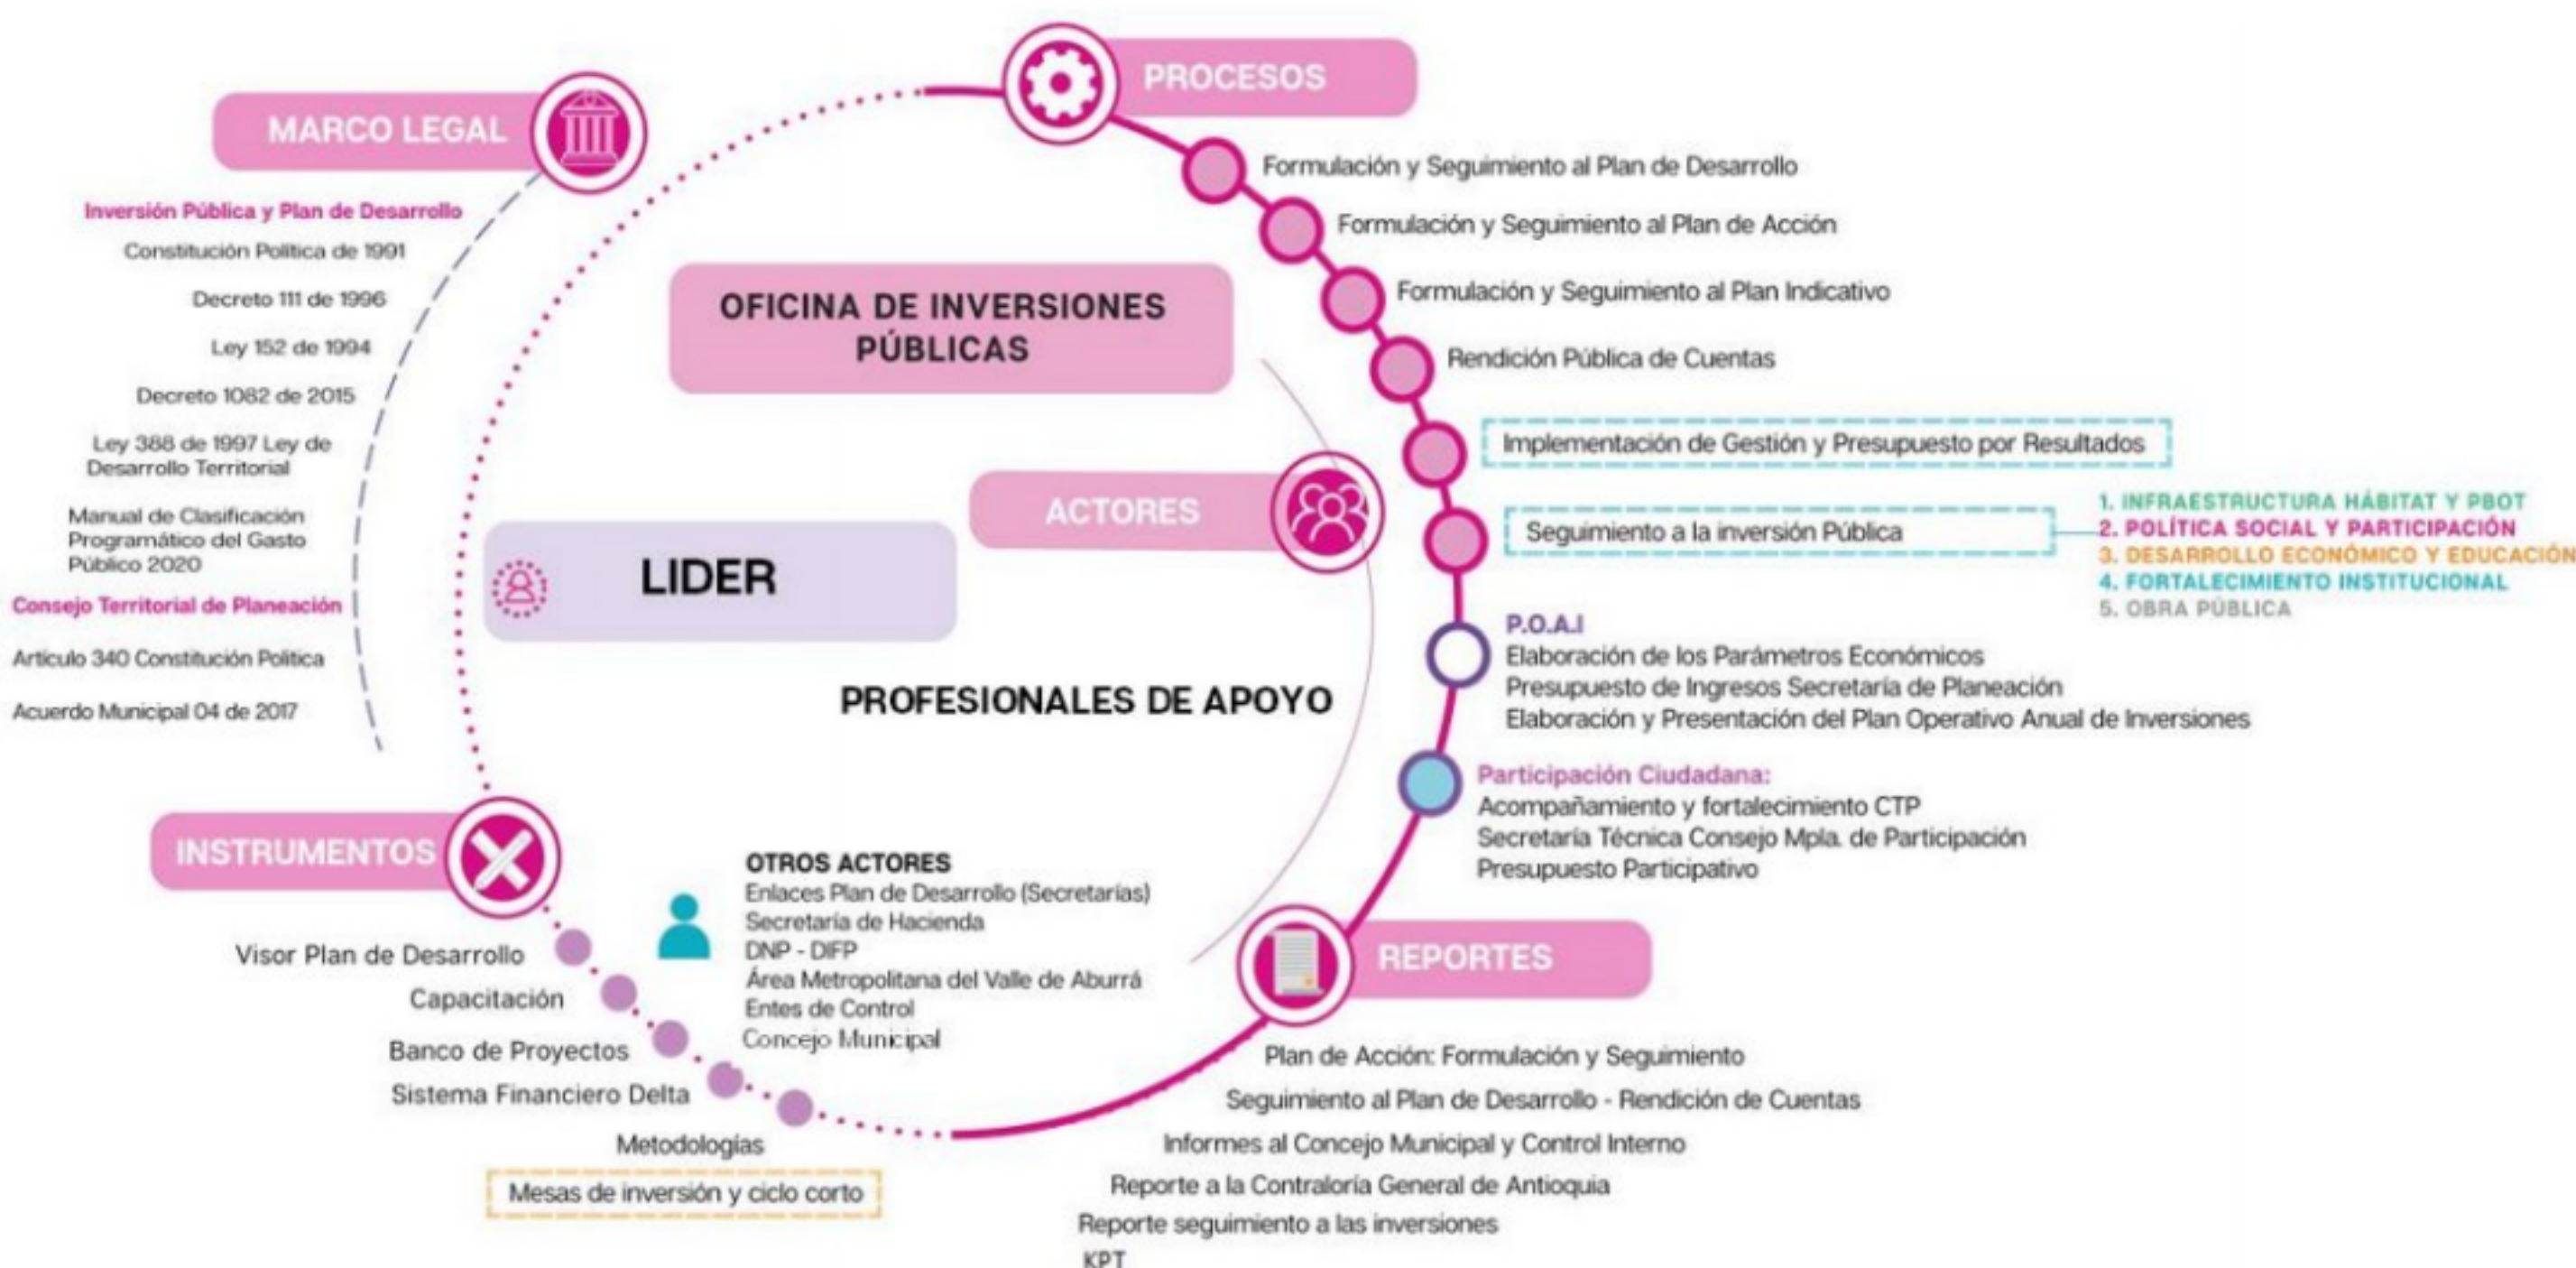 MARCO LEGAL
Inversión Pública y Plan de Desarrollo
Constitución Política de 1991
Decreto 111 de 1996
Ley 152 de 1994
Decreto 1082 de 2015
Ley 388 de 1997 Ley de
Desarrollo Territorial
Manual de Clasificación
Programático del Gasto
Público 2020
Consejo Territorial de Planeación
Artículo 340 Constitución Política
Acuerdo Municipal 04 de 2017
PROCESOS
Formulación y Seguimiento al Plan de Desarrollo
Formulación y Seguimiento al Plan de Acción
Formulación y Seguimiento al Plan Indicativo
Rendición Pública de Cuentas
Implementación de Gestión y Presupuesto por Resultados
Seguimiento a la inversión Pública
1. INFRAESTRUCTURA HÁBITAT Y PBOT
2. POLÍTICA SOCIAL Y PARTICIPACIÓN
3. DESARROLLO ECONÓMICO Y EDUCACIÓN
4. FORTALECIMIENTO INSTITUCIONAL
5. OBRA PÚBLICA
P.O.A.I
Elaboración de los Parámetros Económicos
Presupuesto de Ingresos Secretaría de Planeación
Elaboración y Presentación del Plan Operativo Anual de Inversiones
Participación Ciudadana:
Acompañamiento y fortalecimiento CTP
Secretaría Técnica Consejo Mpla. de Participación
Presupuesto Participativo
OFICINA DE INVERSIONES
PÚBLICAS
ACTORES
LIDER
PROFESIONALES DE APOYO
OTROS ACTORES
Enlaces Plan de Desarrollo (Secretarías)
Secretaría de Hacienda
DNP - DIFP
Área Metropolitana del Valle de Aburrá
Entes de Control
Concejo Municipal
INSTRUMENTOS
Visor Plan de Desarrollo
Capacitación
Banco de Proyectos
Sistema Financiero Delta
Metodologías
Mesas de inversión y ciclo corto
REPORTES
Plan de Acción: Formulación y Seguimiento
Seguimiento al Plan de Desarrollo - Rendición de Cuentas
Informes al Concejo Municipal y Control Interno
Reporte a la Contraloría General de Antioquia
Reporte seguimiento a las inversiones
KPT